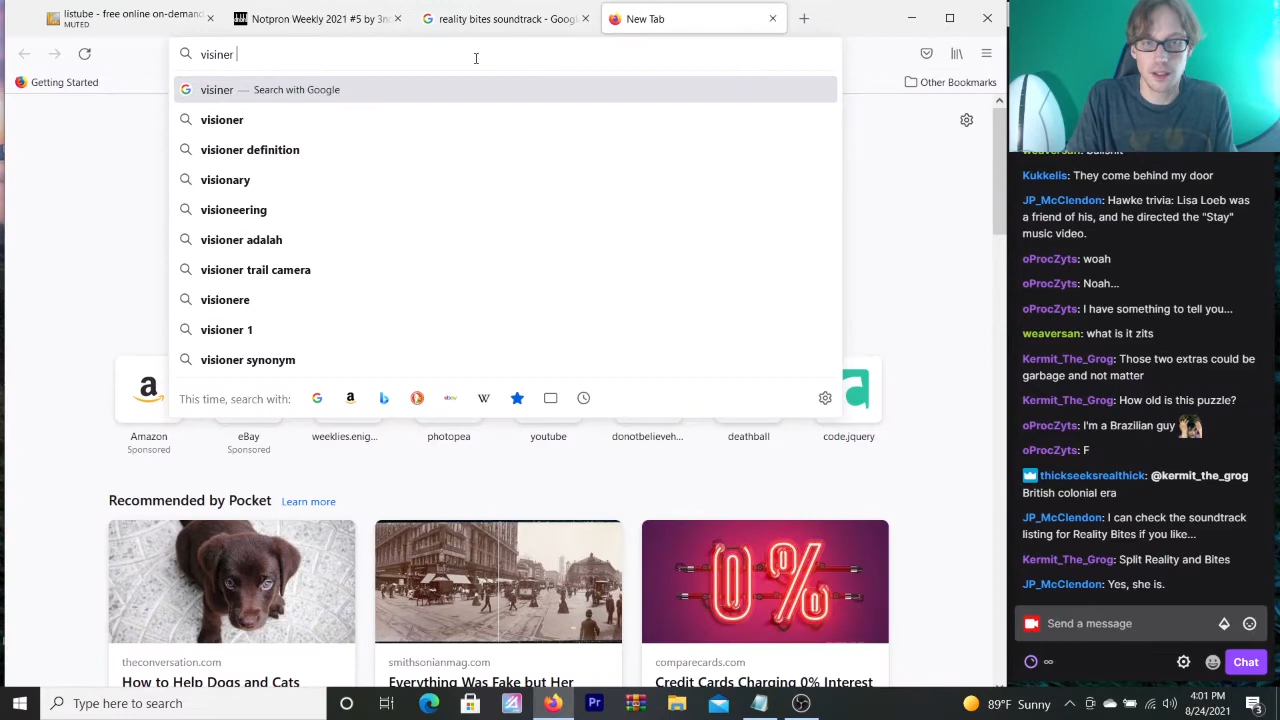 listube - free online on-demand
MUTED
Notpron Weekly 2021 #5 by 3nd
reality bites soundtrack - Google
New Tab
visiner
Getting Started
Other Bookmarks
visiner — Search with Google
visioner
visioner definition
visionary
visioneering
visioner adalah
visioner trail camera
visionere
visioner 1
visioner synonym
This time, search with:
Amazon
Sponsored
eBay
Sponsored
weeklies.enig...
photopea
youtube
donotbelieveh...
deathball
code.jquery
Recommended by Pocket Learn more
theconversation.com
How to Help Dogs and Cats
smithsonianmag.com
Everything Was Fake but Her
0%
comparecards.com
Credit Cards Charging 0% Interest
Kukkelis: They come behind my door
JP_McClendon: Hawke trivia: Lisa Loeb was
a friend of his, and he directed the "Stay"
music video.
oProcZyts: woah
oProcZyts: Noah...
oProcZyts: I have something to tell you...
weaversan: what is it zits
Kermit_The_Grog: Those two extras could be
garbage and not matter
Kermit_The_Grog: How old is this puzzle?
oProcZyts: I'm a Brazilian guy
oProcZyts: F
thickseeksrealthick: @kermit_the_grog
British colonial era
JP_McClendon: I can check the soundtrack
listing for Reality Bites if you like...
Kermit_The_Grog: Split Reality and Bites
JP_McClendon: Yes, she is.
Send a message
Chat
Type here to search
89°F Sunny
4:01 PM
8/24/2021
3